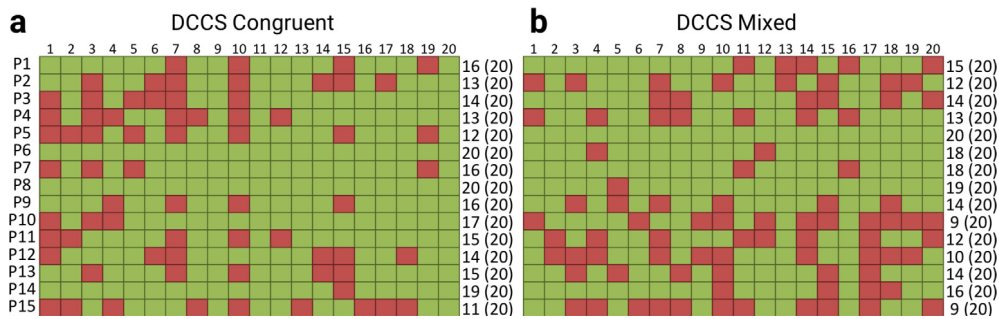 a DCCS Congruent b DCCS Mixed
1 2 3 4 5 6 7 8 9 10 11 12 13 14 15 16 17 18 19 20 1 2 3 4 5 6 7 8 9 10 11 12 13 14 15 16 17 18 19 20
P1 16 (20) 15 (20)
P2 13 (20) 12 (20)
P3 14 (20) 14 (20)
P4 13 (20) 13 (20)
P5 12 (20) 20 (20)
P6 20 (20) 18 (20)
P7 16 (20) 18 (20)
P8 20 (20) 19 (20)
P9 16 (20) 14 (20)
P10 17 (20) 9 (20)
P11 15 (20) 12 (20)
P12 14 (20) 10 (20)
P13 15 (20) 14 (20)
P14 19 (20) 16 (20)
P15 11 (20) 9 (20)